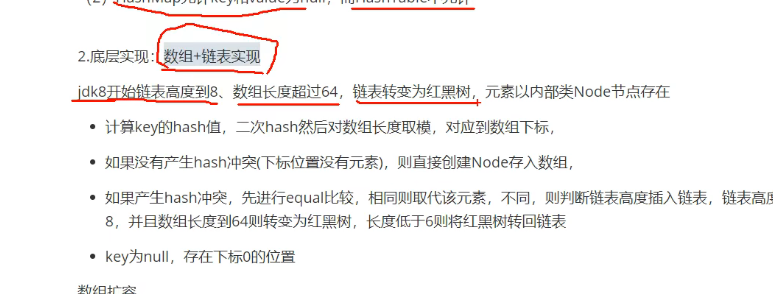 (2) HashMap允许key和value为null，而HashTable不允许
2.底层实现：数组+链表实现
jdk8开始链表高度到8、数组长度超过64，链表转变为红黑树，元素以内部类Node节点存在
• 计算key的hash值，二次hash然后对数组长度取模，对应到数组下标，
• 如果没有产生hash冲突(下标位置没有元素)，则直接创建Node存入数组，
• 如果产生hash冲突，先进行equal比较，相同则取代该元素，不同，则判断链表高度插入链表，链表高度
8，并且数组长度到64则转变为红黑树，长度低于6则将红黑树转回链表
• key为null，存在下标0的位置
数组扩容